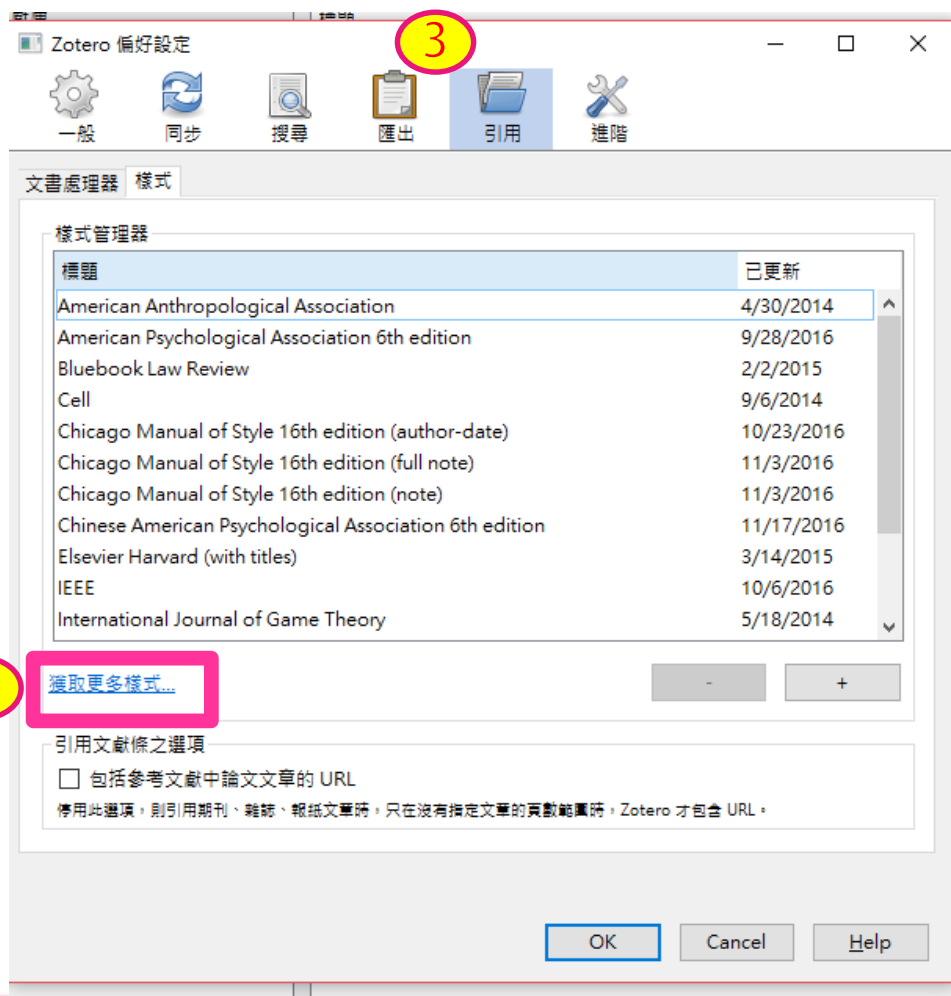 標題
Zotero 偏好設定
3
一般 同步 搜尋 匯出 引用 進階
文書處理器 樣式
樣式管理器
標題 已更新
American Anthropological Association 4/30/2014
American Psychological Association 6th edition 9/28/2016
Bluebook Law Review 2/2/2015
Cell 9/6/2014
Chicago Manual of Style 16th edition (author-date) 10/23/2016
Chicago Manual of Style 16th edition (full note) 11/3/2016
Chicago Manual of Style 16th edition (note) 11/3/2016
Chinese American Psychological Association 6th edition 11/17/2016
Elsevier Harvard (with titles) 3/14/2015
IEEE 10/6/2016
International Journal of Game Theory 5/18/2014
獲取更多樣式... - +
引用文獻條之選項
包括參考文獻中論文文章的 URL
停用此選項，則引用期刊、雜誌、報紙文章時，只在沒有指定文章的頁數範圍時，Zotero 才包含 URL。
OK Cancel Help